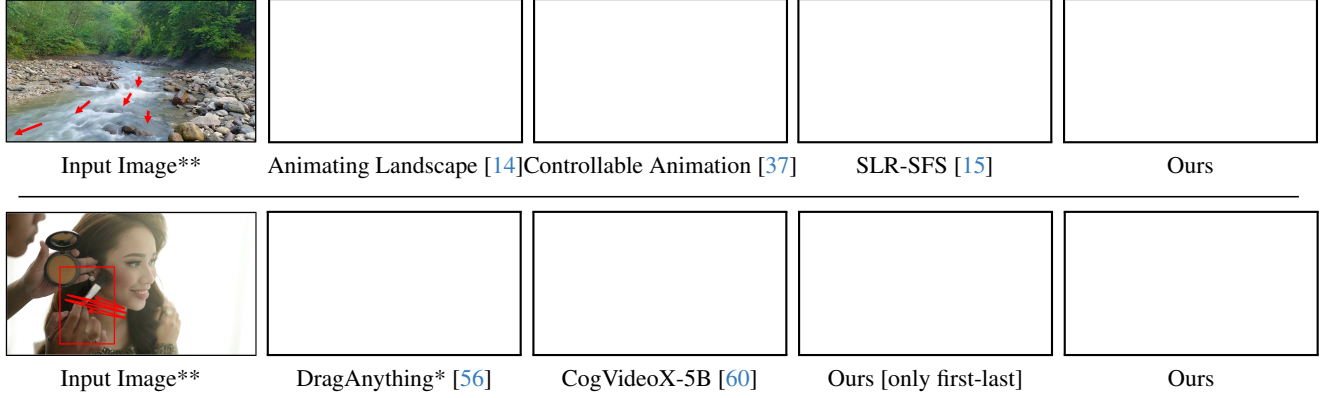 Input Image** Animating Landscape [14]Controllable Animation [37] SLR-SFS [15] Ours
Input Image** DragAnything* [56] CogVideoX-5B [60] Ours [only first-last] Ours